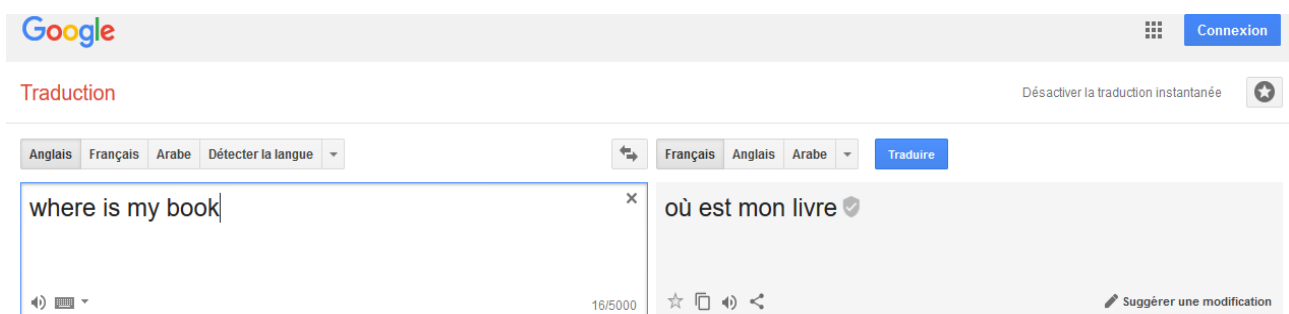 Google Connexion
Traduction Désactiver la traduction instantanée
Anglais Français Arabe Détecter la langue Français Anglais Arabe Traduire
where is my book où est mon livre
16/5000 Suggérer une modification